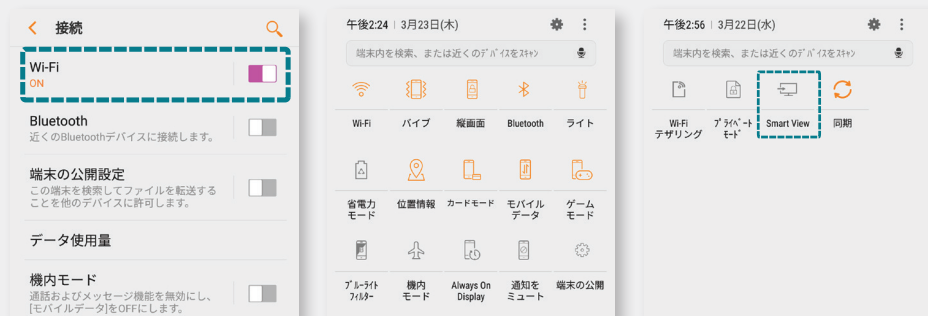 接続
Wi-Fi
ON
Bluetooth
近くのBluetoothデバイスに接続します。
端末の公開設定
この端末を検索してファイルを転送する
ことを他のデバイスに許可します。
データ使用量
機内モード
通話およびメッセージ機能を無効にし、
[モバイルデータ]をOFFにします。
午後2:24 | 3月23日(木)
端末内を検索、または近くのデバイスをスキャン
Wi-Fi バイブ 縦画面 Bluetooth ライト
省電力 位置情報 カードモード モバイル ゲーム
モード データ モード
ブルーライト 機内 Always On 通知を 端末の公開
フィルター モード Display ミュート
午後2:56 | 3月22日(水)
端末内を検索、または近くのデバイスをスキャン
Wi-Fi プライベート Smart View 同期
テザリング モード